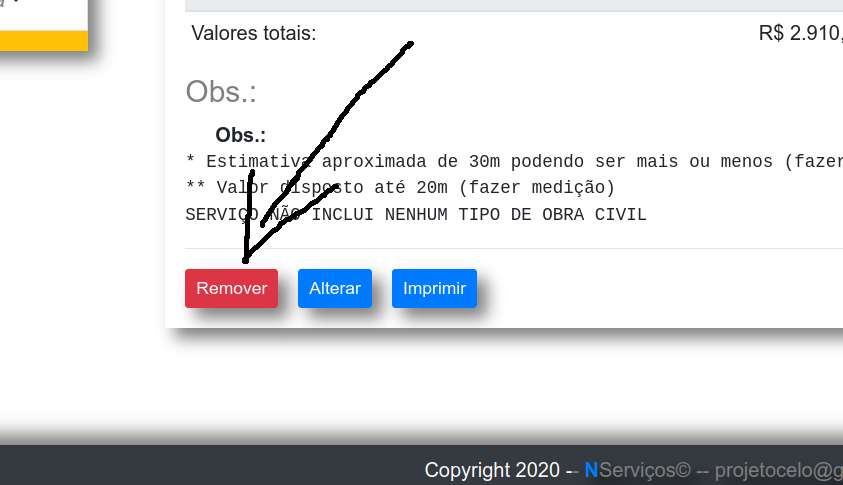 Valores totais: R$ 2.910,
Obs.:
Obs.:
* Estimativa aproximada de 30m podendo ser mais ou menos (fazer
** Valor disposto até 20m (fazer medição)
SERVIÇO NÃO INCLUI NENHUM TIPO DE OBRA CIVIL
Remover Alterar Imprimir
Copyright 2020 -- NServiços© -- projetocelo@g